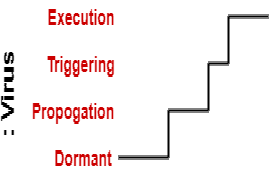 Execution
Triggering
Propogation
Dormant
: Virus